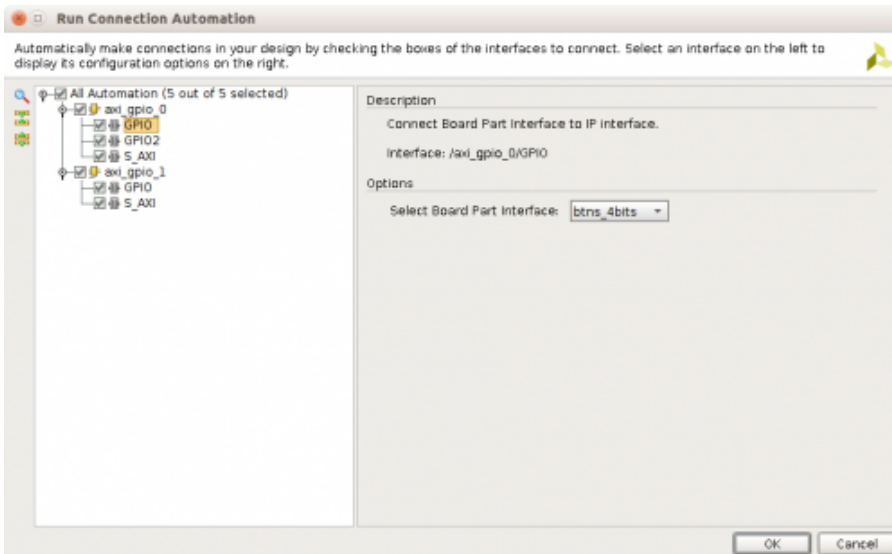 Run Connection Automation
Automatically make connections in your design by checking the boxes of the interfaces to connect. Select an interface on the left to
display its configuration options on the right.
All Automation (5 out of 5 selected)
axi_gpio_0
GPIO
GPIO2
S_AXI
axi_gpio_1
GPIO
S_AXI
Description
Connect Board Part Interface to IP interface.
Interface: /axi_gpio_0/GPIO
Options
Select Board Part Interface: btns_4bits
OK Cancel